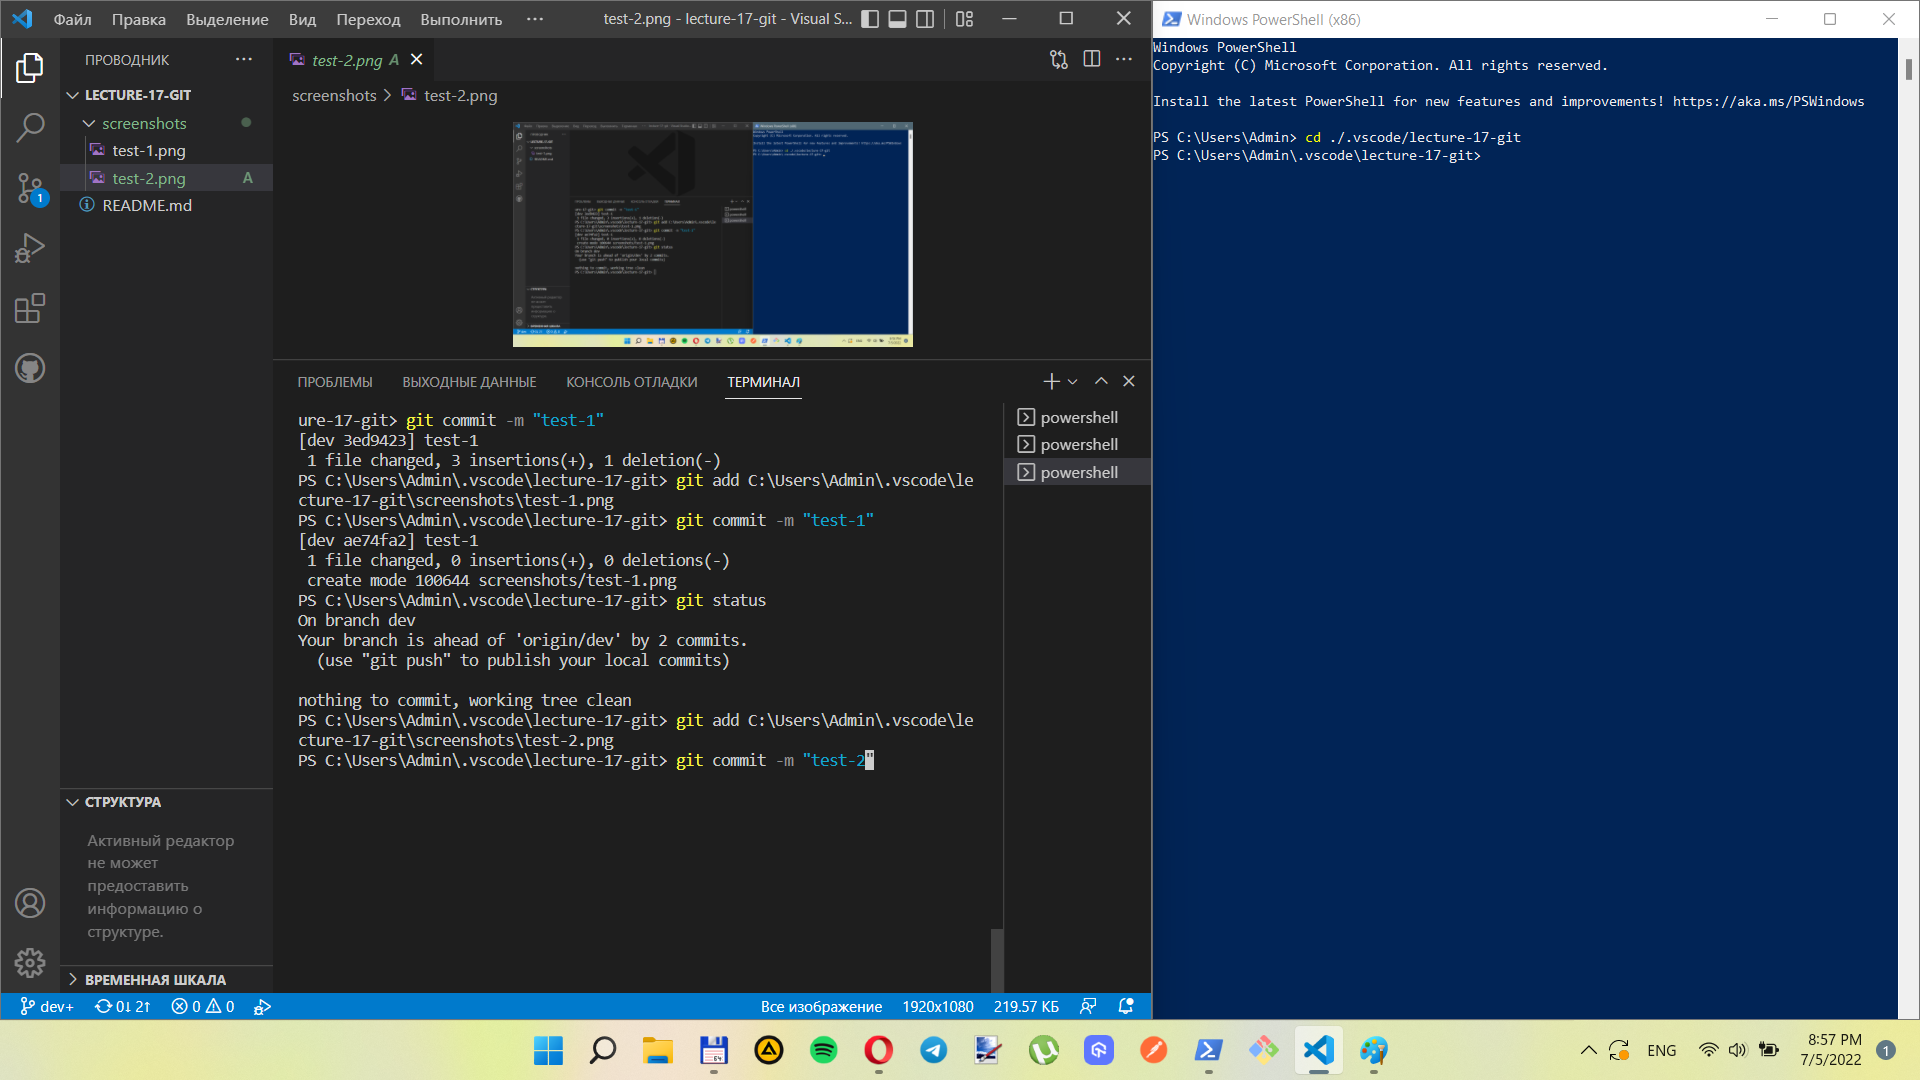 Файл Правка Выделение Вид Переход Выполнить ··· test-2.png - lecture-17-git - Visual S...
ПРОВОДНИК ···
LECTURE-17-GIT
screenshots
test-1.png
test-2.png A
README.md
1
СТРУКТУРА
Активный редактор
не может
предоставить
информацию о
структуре.
ВРЕМЕННАЯ ШКАЛА
test-2.png A
screenshots > test-2.png
ПРОБЛЕМЫ ВЫХОДНЫЕ ДАННЫЕ КОНСОЛЬ ОТЛАДКИ ТЕРМИНАЛ
ure-17-git> git commit -m "test-1"
[dev 3ed9423] test-1
1 file changed, 3 insertions(+), 1 deletion(-)
PS C:\Users\Admin\.vscode\lecture-17-git> git add C:\Users\Admin\.vscode\le
cture-17-git\screenshots\test-1.png
PS C:\Users\Admin\.vscode\lecture-17-git> git commit -m "test-1"
[dev ae74fa2] test-1
1 file changed, 0 insertions(+), 0 deletions(-)
create mode 100644 screenshots/test-1.png
PS C:\Users\Admin\.vscode\lecture-17-git> git status
On branch dev
Your branch is ahead of 'origin/dev' by 2 commits.
(use "git push" to publish your local commits)
nothing to commit, working tree clean
PS C:\Users\Admin\.vscode\lecture-17-git> git add C:\Users\Admin\.vscode\le
cture-17-git\screenshots\test-2.png
PS C:\Users\Admin\.vscode\lecture-17-git> git commit -m "test-2"
powershell
powershell
powershell
dev+ 0↓ 2↑ 0 0 Все изображение 1920x1080 219.57 КБ
Windows PowerShell (x86)
Windows PowerShell
Copyright (C) Microsoft Corporation. All rights reserved.
Install the latest PowerShell for new features and improvements! https://aka.ms/PSWindows
PS C:\Users\Admin> cd ./.vscode/lecture-17-git
PS C:\Users\Admin\.vscode\lecture-17-git>
ENG
8:57 PM
7/5/2022
1